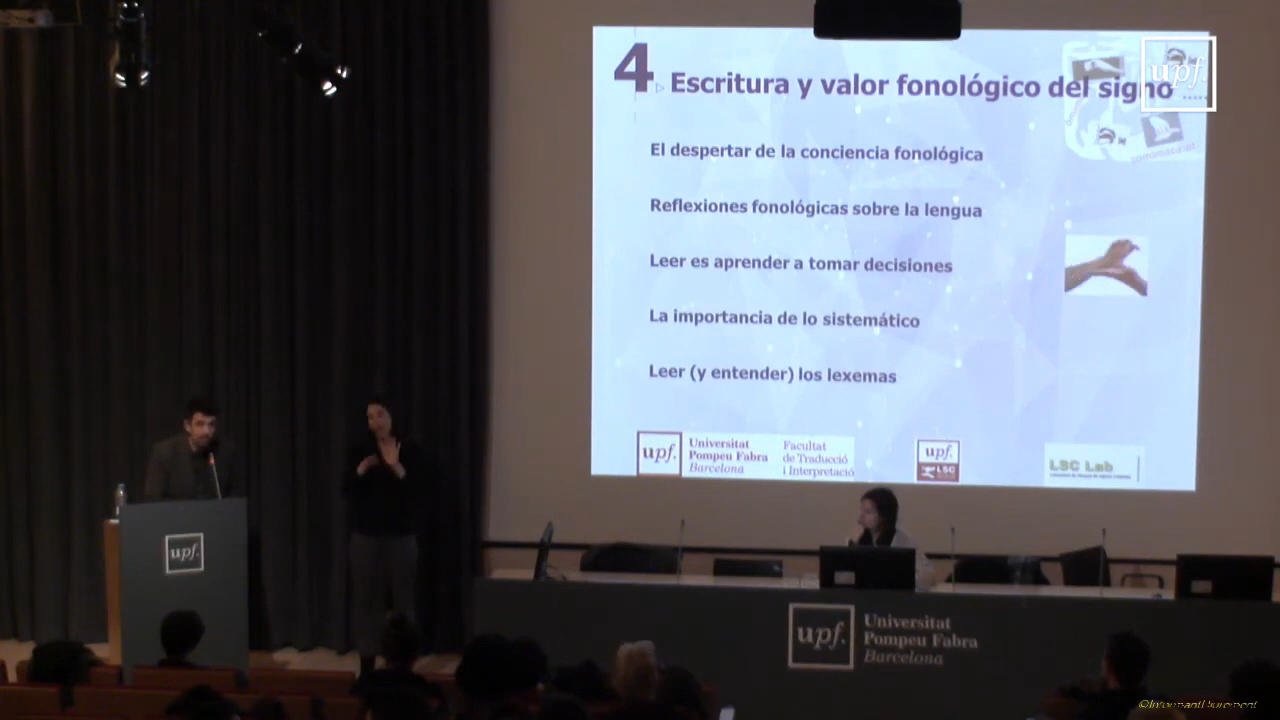 4 Escritura y valor fonológico del signo
upf.
El despertar de la conciencia fonológica
Reflexiones fonológicas sobre la lengua
Leer es aprender a tomar decisiones
La importancia de lo sistemático
Leer (y entender) los lexemas
upf. Universitat Pompeu Fabra Barcelona
Facultat de Traducció i Interpretació
upf.
LSC
LSC Lab
upf.
upf. Universitat
Pompeu Fabra
Barcelona